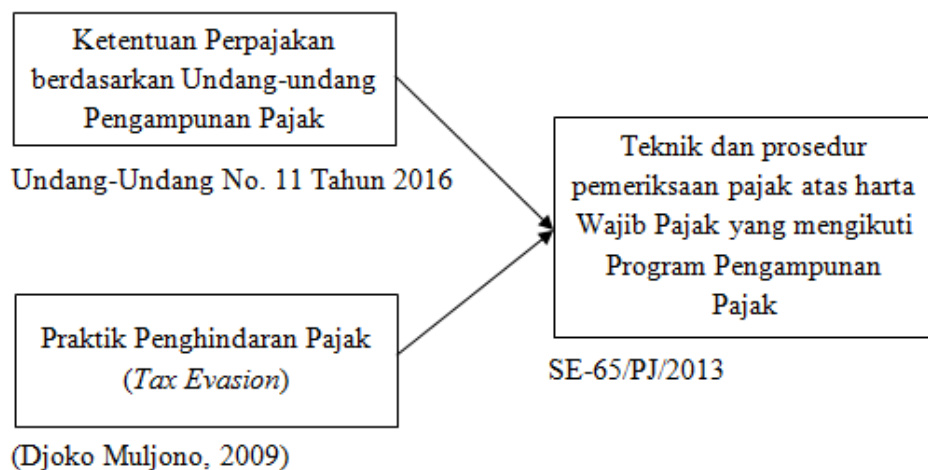 Ketentuan Perpajakan
berdasarkan Undang-undang
Pengampunan Pajak
Undang-Undang No. 11 Tahun 2016
Praktik Penghindaran Pajak
(Tax Evasion)
(Djoko Muljono, 2009)
Teknik dan prosedur
pemeriksaan pajak atas harta
Wajib Pajak yang mengikuti
Program Pengampunan
Pajak
SE-65/PJ/2013